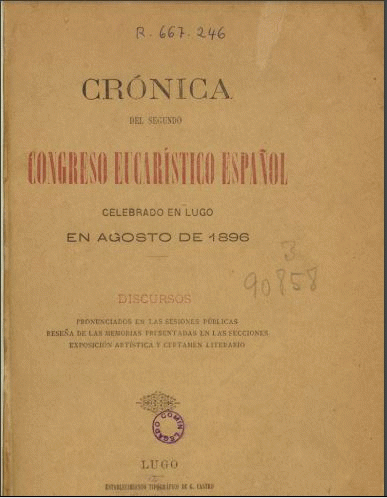 R. 667.246
CRÓNICA
DEL SEGUNDO
CONGRESO EUCARÍSTICO ESPAÑOL
CELEBRADO EN LUGO
EN AGOSTO DE 1896
3
90858
DISCURSOS
PRONUNCIADOS EN LAS SESIONES PÚBLICAS
RESEÑA DE LAS MEMORIAS PRESENTADAS EN LAS SECCIONES
EXPOSICIÓN ARTÍSTICA Y CERTAMEN LITERARIO
LEGADO COMIN
LUGO
ESTABLECIMIENTO TIPOGRÁFICO DE G. CASTRO